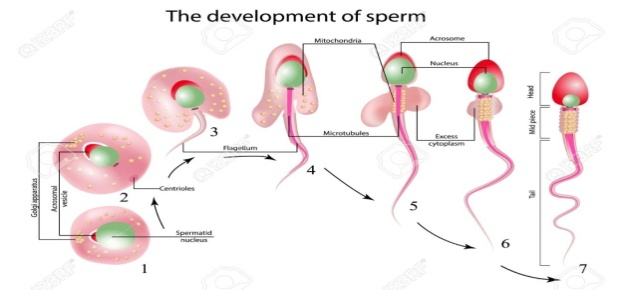 The development of sperm
Mitochondria
Acrosome
Nucleus
3
Microtubules
Excess
cytoplasm
Flagellum
4
2
Centrioles
Golgi apparatus
Acrosomal
vesicle
Spermatid
nucleus
1
5
6
7
Head
Mid piece
Tail